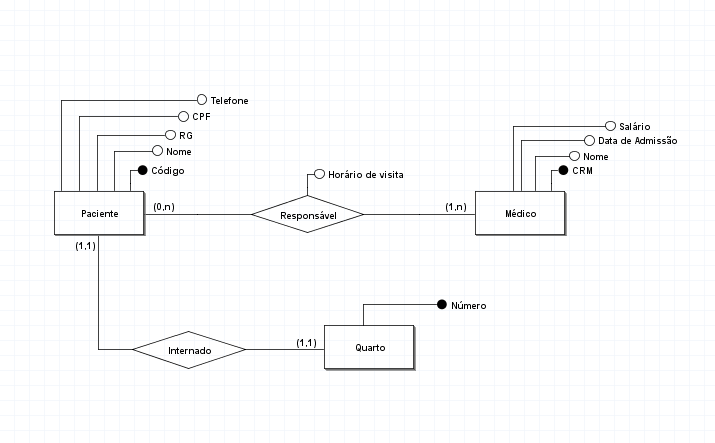 Telefone
CPF
RG
Nome
Código
Salário
Data de Admissão
Nome
CRM
Horário de visita
Paciente
(0,n)
Responsável
(1,n)
Médico
(1,1)
Número
Internado
(1,1)
Quarto